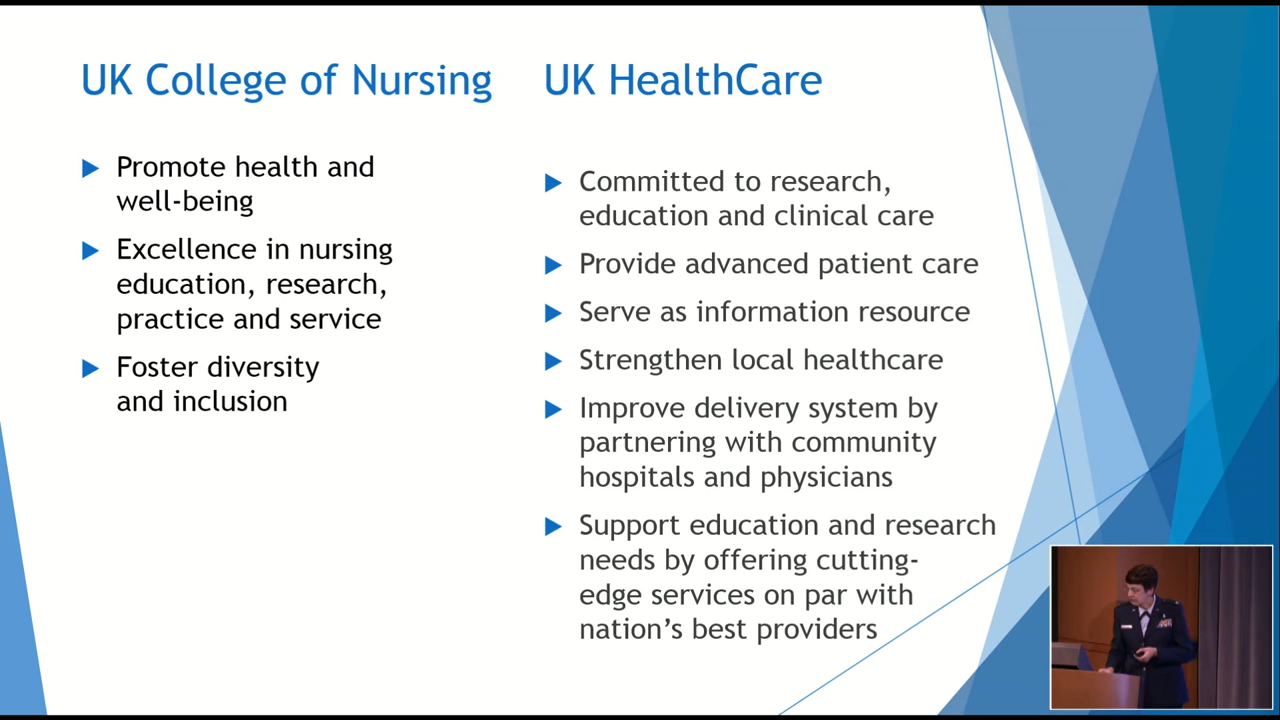 UK College of Nursing
Promote health and
well-being
Excellence in nursing
education, research,
practice and service
Foster diversity
and inclusion
UK HealthCare
Committed to research,
education and clinical care
Provide advanced patient care
Serve as information resource
Strengthen local healthcare
Improve delivery system by
partnering with community
hospitals and physicians
Support education and research
needs by offering cutting-
edge services on par with
nation’s best providers